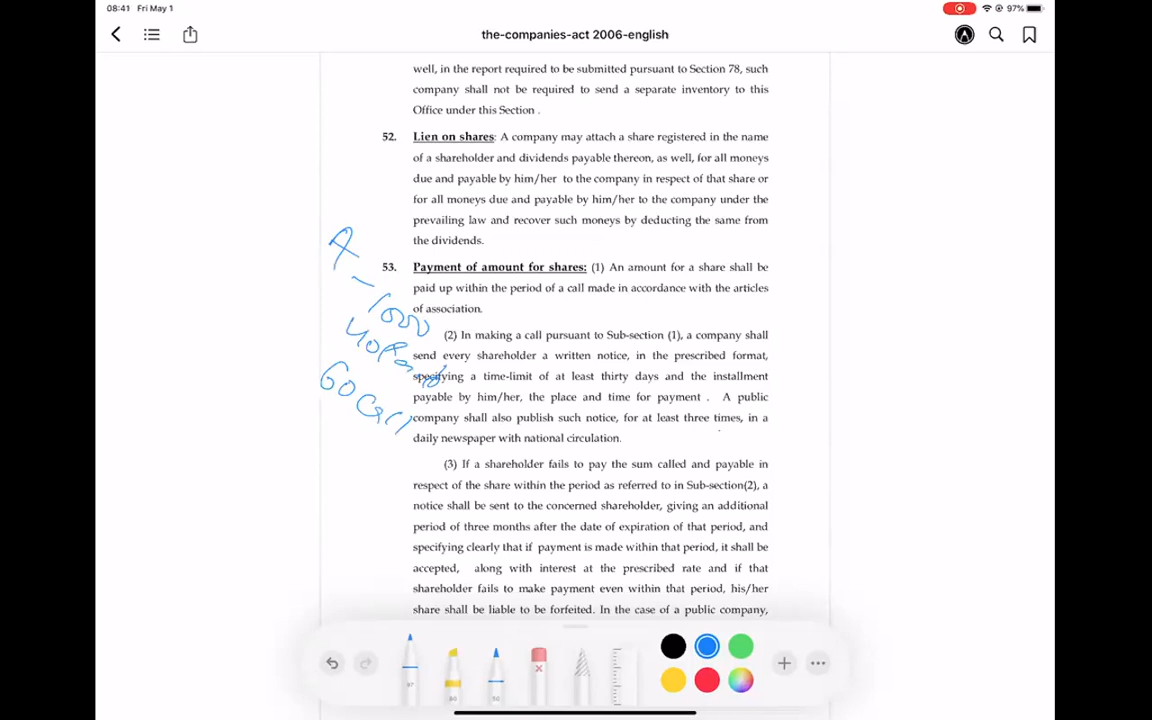 08:41 Fri May 1
97%
the-companies-act 2006-english
well, in the report required to be submitted pursuant to Section 78, such
company shall not be required to send a separate inventory to this
Office under this Section .
52. Lien on shares: A company may attach a share registered in the name
of a shareholder and dividends payable thereon, as well, for all moneys
due and payable by him/her to the company in respect of that share or
for all moneys due and payable by him/her to the company under the
prevailing law and recover such moneys by deducting the same from
the dividends.
A
53. Payment of amount for shares: (1) An amount for a share shall be
paid up within the period of a call made in accordance with the articles
of association.
- 1000
(2) In making a call pursuant to Sub-section (1), a company shall
send every shareholder a written notice, in the prescribed format,
40
specifying a time-limit of at least thirty days and the installment
60 Call
payable by him/her, the place and time for payment . A public
company shall also publish such notice, for at least three times, in a
daily newspaper with national circulation.
(3) If a shareholder fails to pay the sum called and payable in
respect of the share within the period as referred to in Sub-section(2), a
notice shall be sent to the concerned shareholder, giving an additional
period of three months after the date of expiration of that period, and
specifying clearly that if payment is made within that period, it shall be
accepted, along with interest at the prescribed rate and if that
shareholder fails to make payment even within that period, his/her
share shall be liable to be forfeited. In the case of a public company,
97
80
50